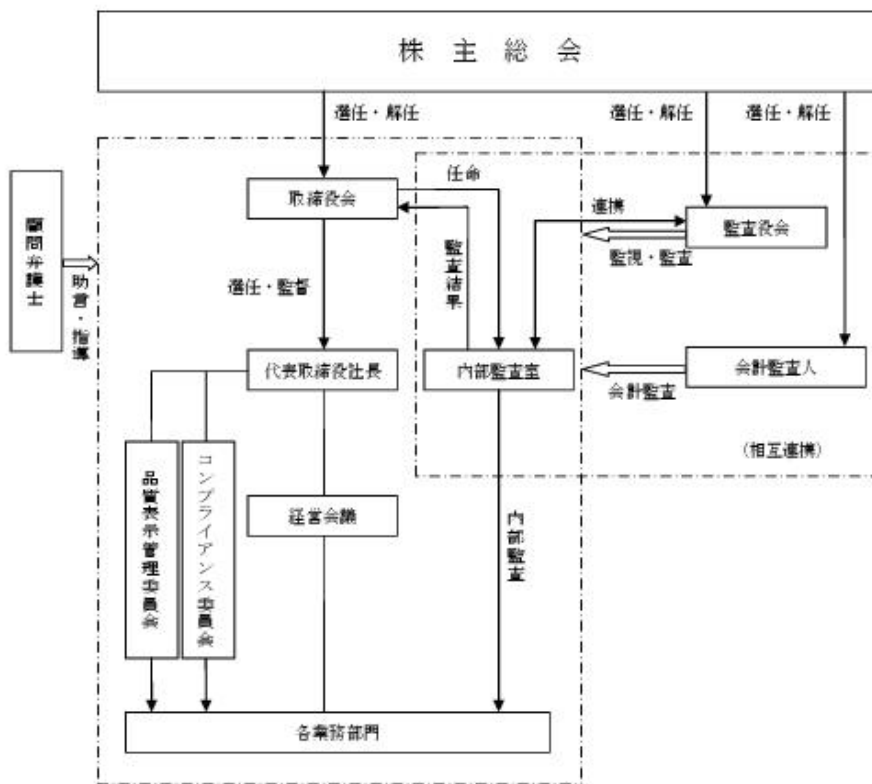 株主総会
選任・解任
選任・解任
選任・解任
任命
取締役会
連携
監査役会
監視・監査
監査結果
顧問弁護士
助言・指導
選任・監督
代表取締役社長
内部監査室
会計監査人
会計監査
(相互連携)
品質表示管理委員会
コンプライアンス委員会
経営会議
内部監査
各業務部門